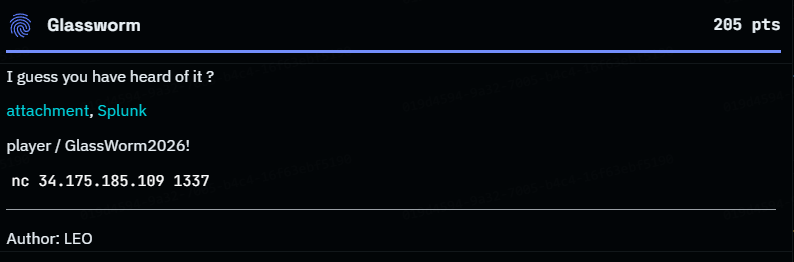 Glassworm
205 pts
I guess you have heard of it ?
attachment, Splunk
player / GlassWorm2026!
nc 34.175.185.109 1337
Author: LEO